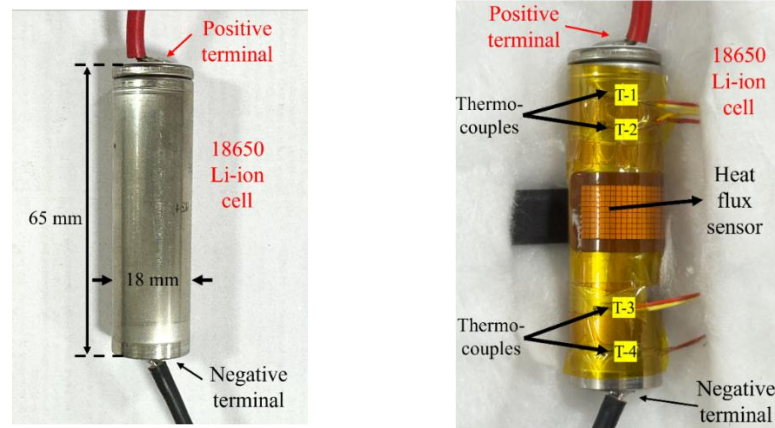 Positive
terminal
18650
Li-ion
cell
65 mm
18 mm
Negative
terminal
Positive
terminal
18650
Li-ion
cell
Thermo-
couples
T-1
T-2
Heat
flux
sensor
Thermo-
couples
T-3
T-4
Negative
terminal